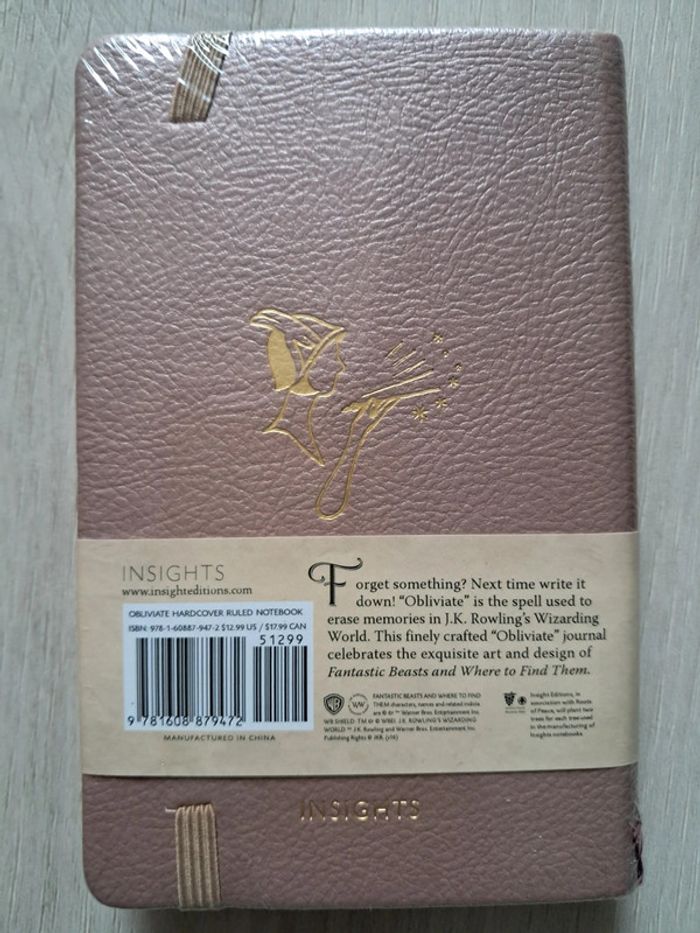 INSIGHTS
www.insighteditions.com
OBLIVIATE HARDCOVER RULED NOTEBOOK
ISBN: 978-1-60887-947-2 $12.99 US / $17.99 CAN
51299
9 781608 879472
MANUFACTURED IN CHINA
Forget something? Next time write it
down! “Obliviate” is the spell used to
erase memories in J.K. Rowling's Wizarding
World. This finely crafted “Obliviate” journal
celebrates the exquisite art and design of
Fantastic Beasts and Where to Find Them.
WB
WW
FANTASTIC BEASTS AND WHERE TO FIND
THEM characters, names and related indicia
are © & ™ Warner Bros. Entertainment Inc.
WB SHIELD: TM & © WBEI. J.K. ROWLING'S WIZARDING
WORLD ™ J.K. Rowling and Warner Bros. Entertainment Inc.
Publishing Rights © JKR. (s16)
Insight Editions, in
association with Roots
of Peace, will plant two
trees for each tree used
in the manufacturing of
Insights notebooks.
INSIGHTS